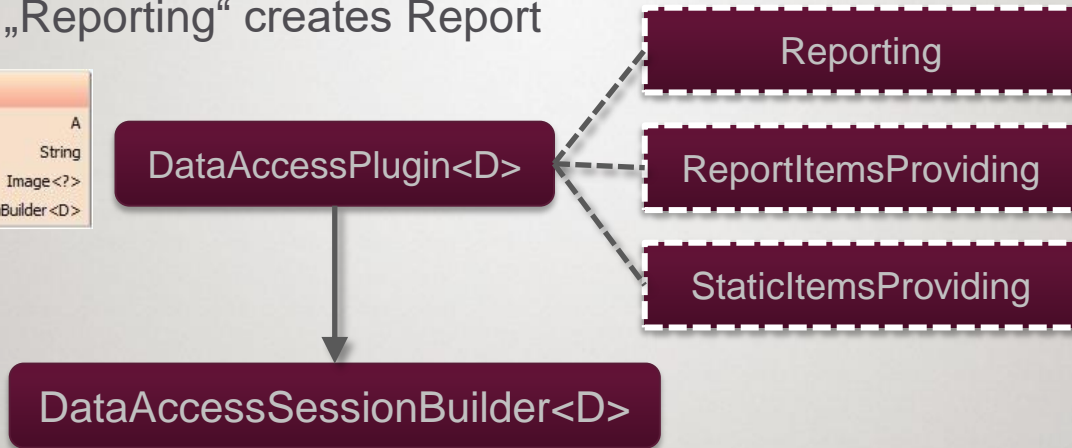 „Reporting“ creates Report
Reporting
A
String
Image<?>
Builder<D>
DataAccessPlugin<D>
ReportItemsProviding
StaticItemsProviding
DataAccessSessionBuilder<D>